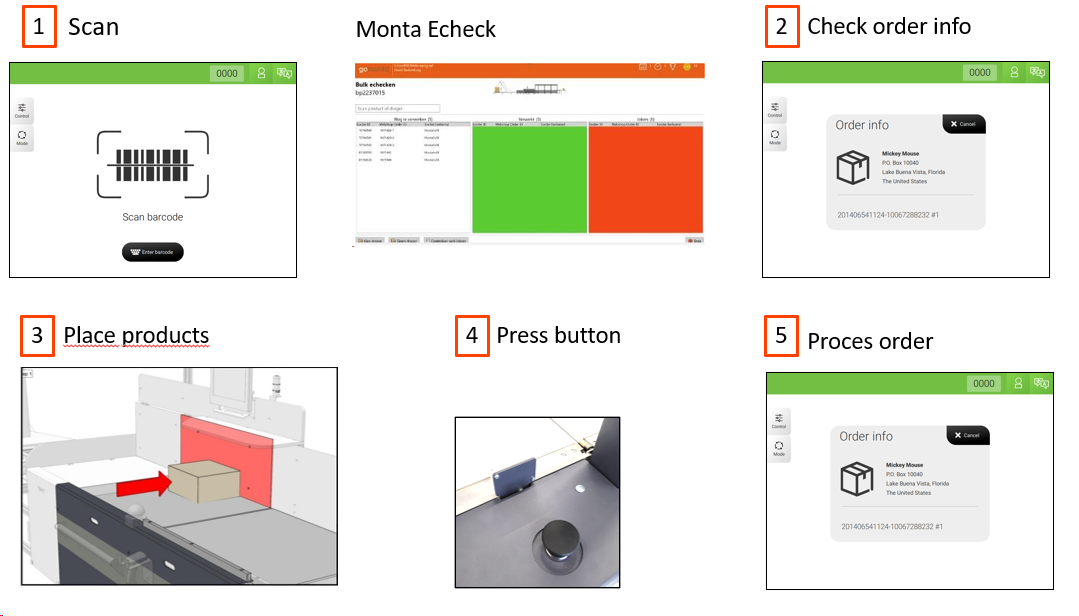 1 Scan
0000
Control
Mode
Scan barcode
Enter barcode
Monta Echeck
go
Bulk echecken
bp2237015
Scan product of drager
Nog te verwerken (5)
Verwerkt (0)
2 Check order info
0000
Control
Mode
Order info
Cancel
Mickey Mouse
P.O. Box 10040
Lake Buena Vista, Florida
The United States
201406541124-10067288232 #1
3 Place products
4 Press button
5 Proces order
0000
Control
Mode
Order info
Cancel
Mickey Mouse
P.O. Box 10040
Lake Buena Vista, Florida
The United States
201406541124-10067288232 #1